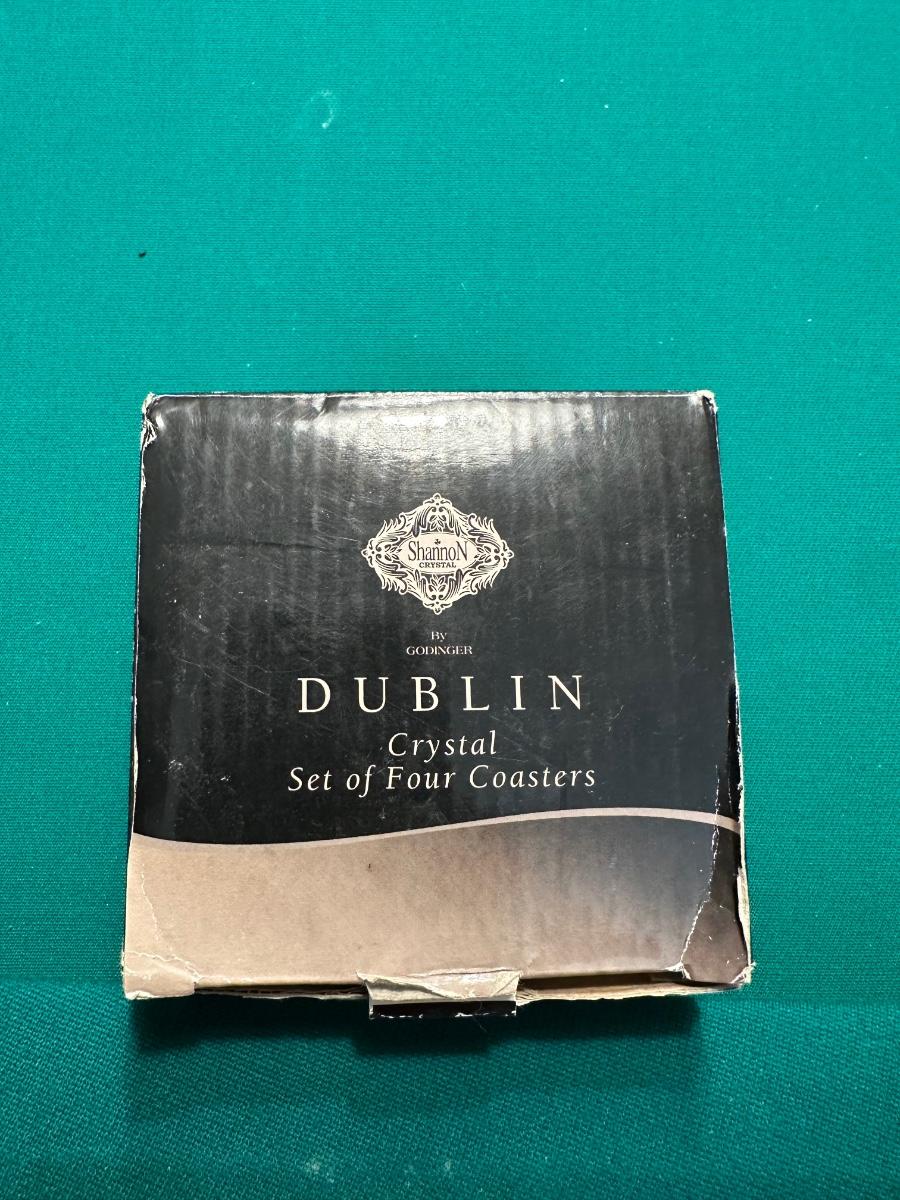 ShannoN
CRYSTAL
By
GODINGER
DUBLIN
Crystal
Set of Four Coasters